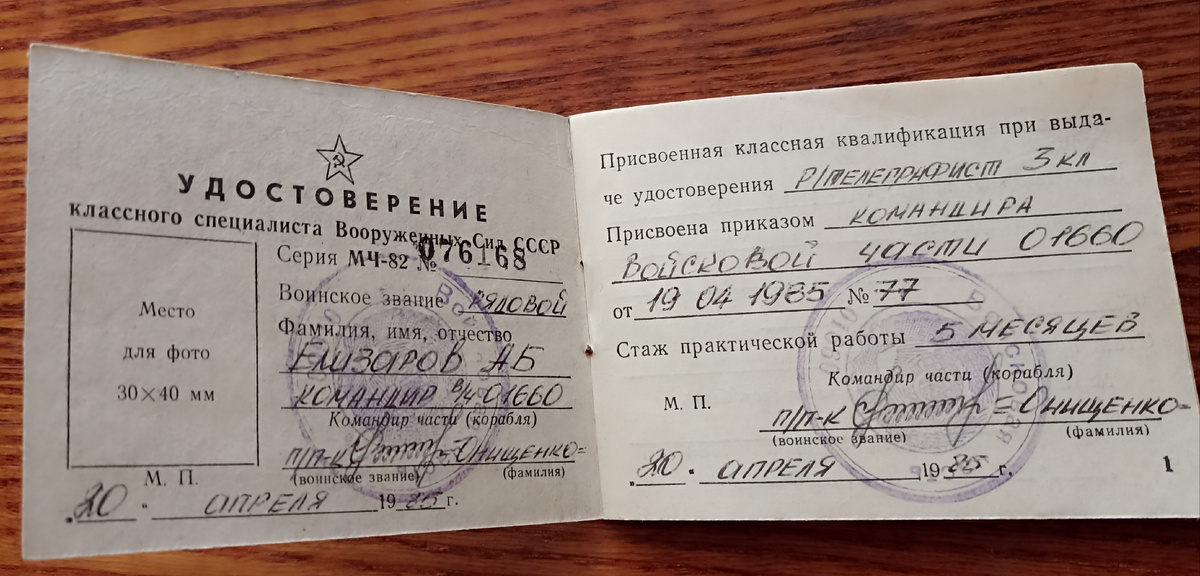 УДОСТОВЕРЕНИЕ
классного специалиста Вооруженных Сил СССР
Серия МЧ-82 № 076168
Место
для фото
30×40 мм
Воинское звание РЯДОВОЙ
Фамилия, имя, отчество
ЕЛИЗАРОВ АБ
КОМАНДИР В/Ч 01660
Командир части (корабля)
П/П-К =ОНИЩЕНКО=
(воинское звание) (фамилия)
М. П.
„20 " АПРЕЛЯ 1985 г.
Присвоенная классная квалификация при выда-
че удостоверения Р/ТЕЛЕГРАФИСТ 3 КЛ
Присвоена приказом КОМАНДИРА
ВОЙСКОВОЙ ЧАСТИ 01660
от 19 04 1985 № 77
Стаж практической работы 5 МЕСЯЦЕВ
Командир части (корабля)
М. П.
П/П-К =ОНИЩЕНКО=
(воинское звание) (фамилия)
„20 " АПРЕЛЯ 1985 г.
1